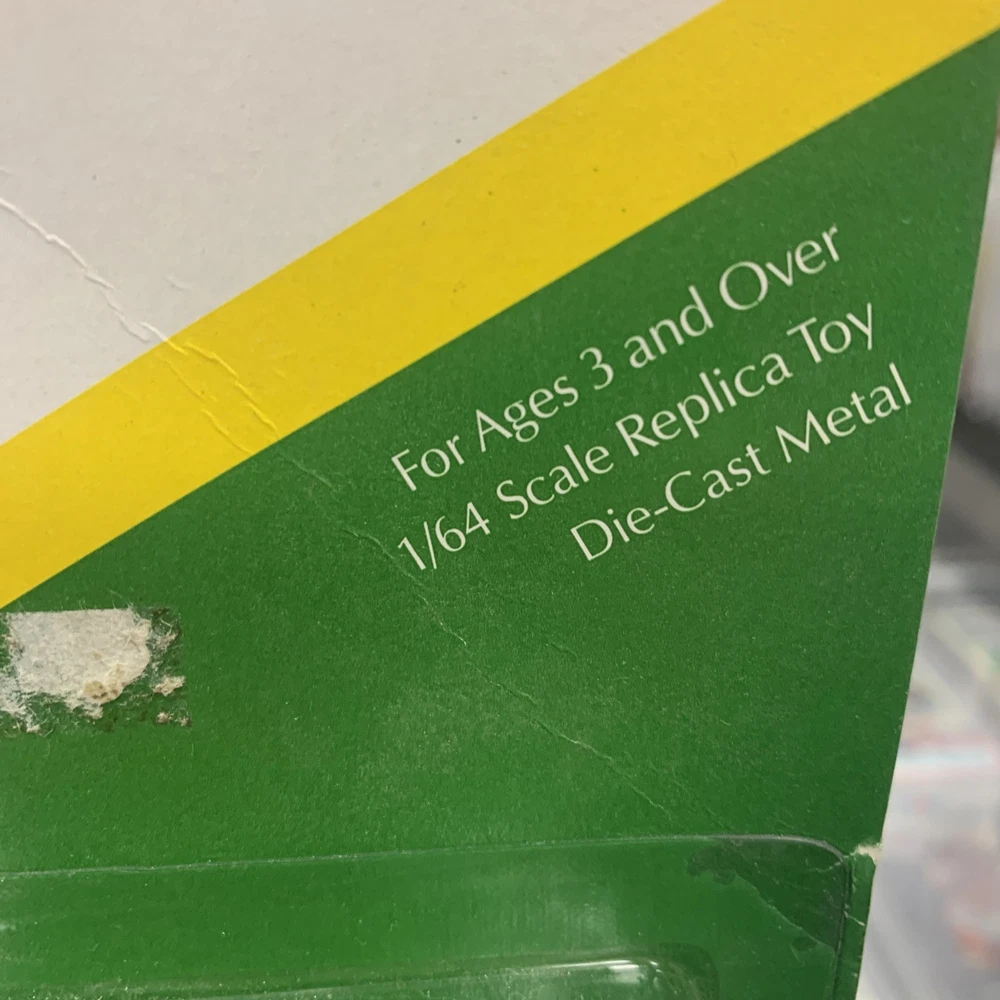 For Ages 3 and Over
1/64 Scale Replica Toy
Die-Cast Metal